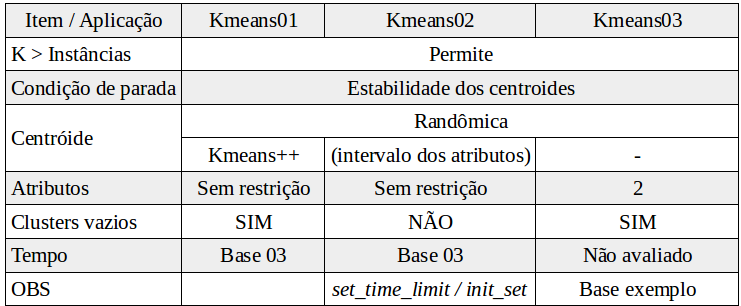 Item / Aplicação Kmeans01 Kmeans02 Kmeans03
K > Instâncias Permite
Condição de parada Estabilidade dos centroides
Centróide Randômica
Kmeans++ (intervalo dos atributos) -
Atributos Sem restrição Sem restrição 2
Clusters vazios SIM NÃO SIM
Tempo Base 03 Base 03 Não avaliado
OBS set_time_limit / init_set Base exemplo